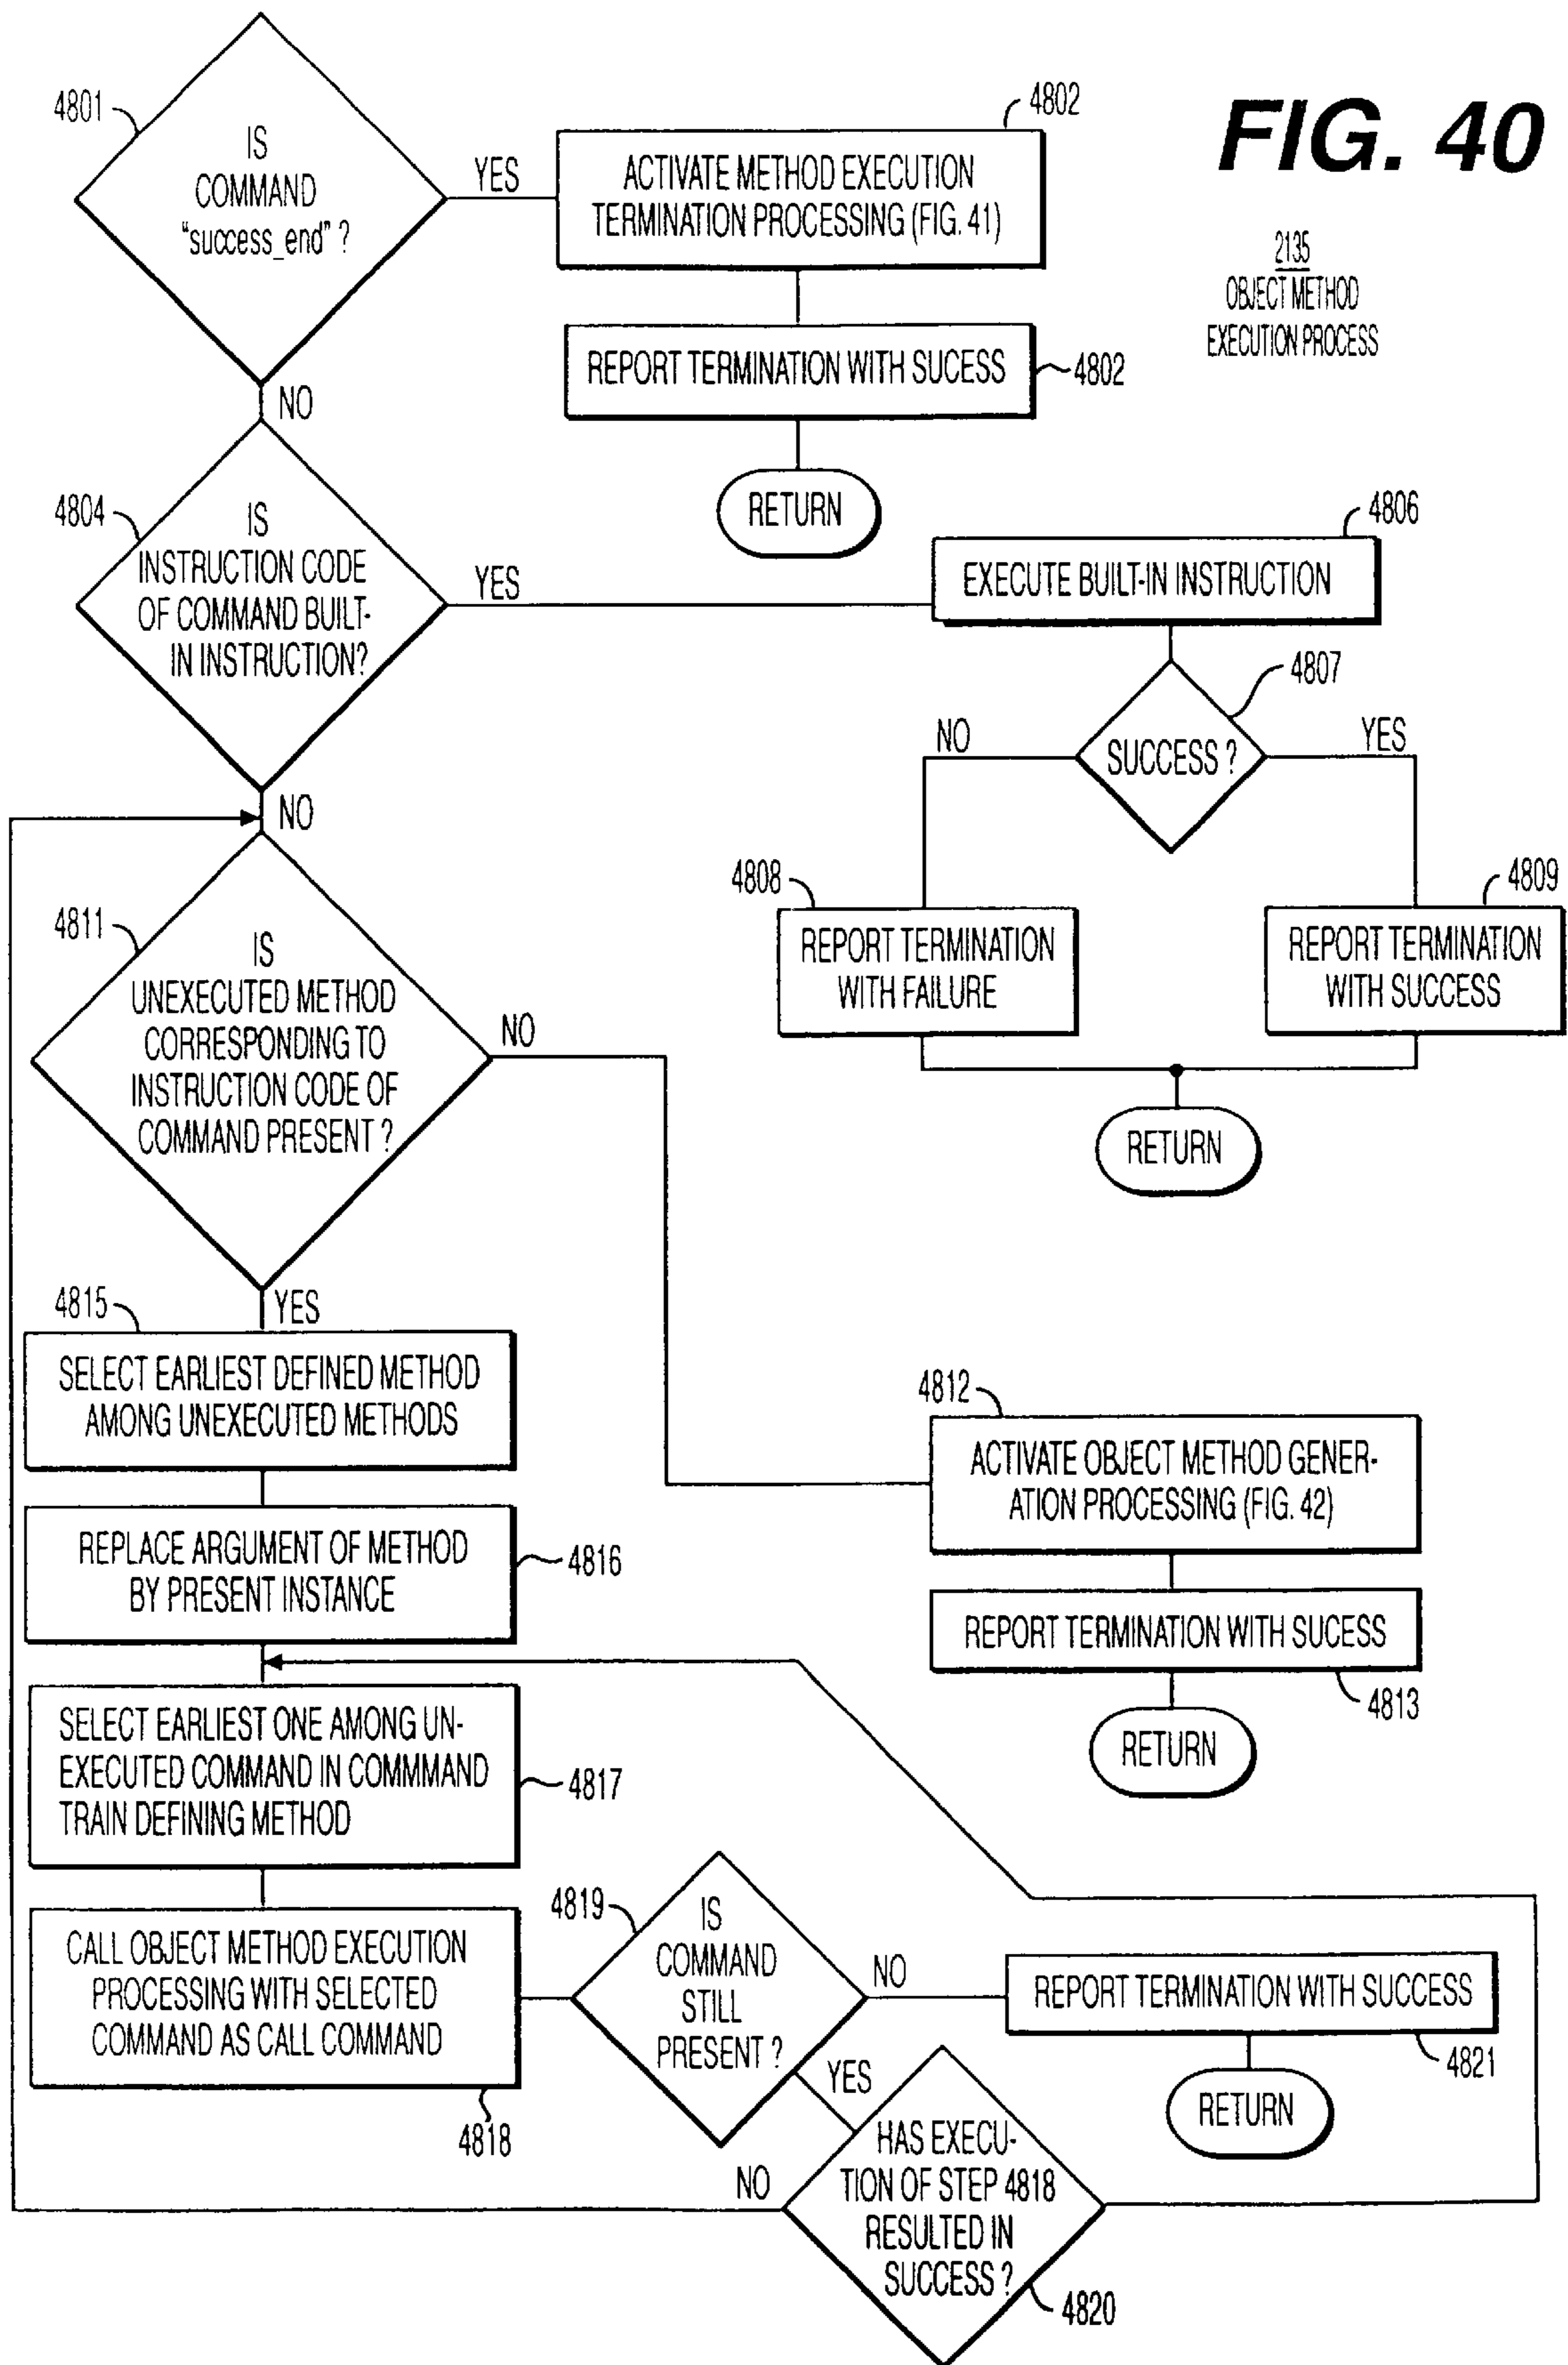 FIG. 40
2135
OBJECT METHOD
EXECUTION PROCESS
4801
IS
COMMAND
"success_end" ?
YES
4802
ACTIVATE METHOD EXECUTION
TERMINATION PROCESSING (FIG. 41)
REPORT TERMINATION WITH SUCESS
4802
RETURN
NO
4804
IS
INSTRUCTION CODE
OF COMMAND BUILT-
IN INSTRUCTION?
YES
4806
EXECUTE BUILT-IN INSTRUCTION
4807
SUCCESS ?
NO
YES
4808
REPORT TERMINATION
WITH FAILURE
4809
REPORT TERMINATION
WITH SUCCESS
RETURN
NO
4811
IS
UNEXECUTED METHOD
CORRESPONDING TO
INSTRUCTION CODE OF
COMMAND PRESENT ?
NO
4812
ACTIVATE OBJECT METHOD GENER-
ATION PROCESSING (FIG. 42)
REPORT TERMINATION WITH SUCESS
4813
RETURN
YES
4815
SELECT EARLIEST DEFINED METHOD
AMONG UNEXECUTED METHODS
REPLACE ARGUMENT OF METHOD
BY PRESENT INSTANCE
4816
SELECT EARLIEST ONE AMONG UN-
EXECUTED COMMAND IN COMMMAND
TRAIN DEFINING METHOD
4817
CALL OBJECT METHOD EXECUTION
PROCESSING WITH SELECTED
COMMAND AS CALL COMMAND
4818
4819
IS
COMMAND
STILL
PRESENT ?
NO
REPORT TERMINATION WITH SUCCESS
4821
RETURN
YES
HAS EXECU-
TION OF STEP 4818
RESULTED IN
SUCCESS ?
4820
NO